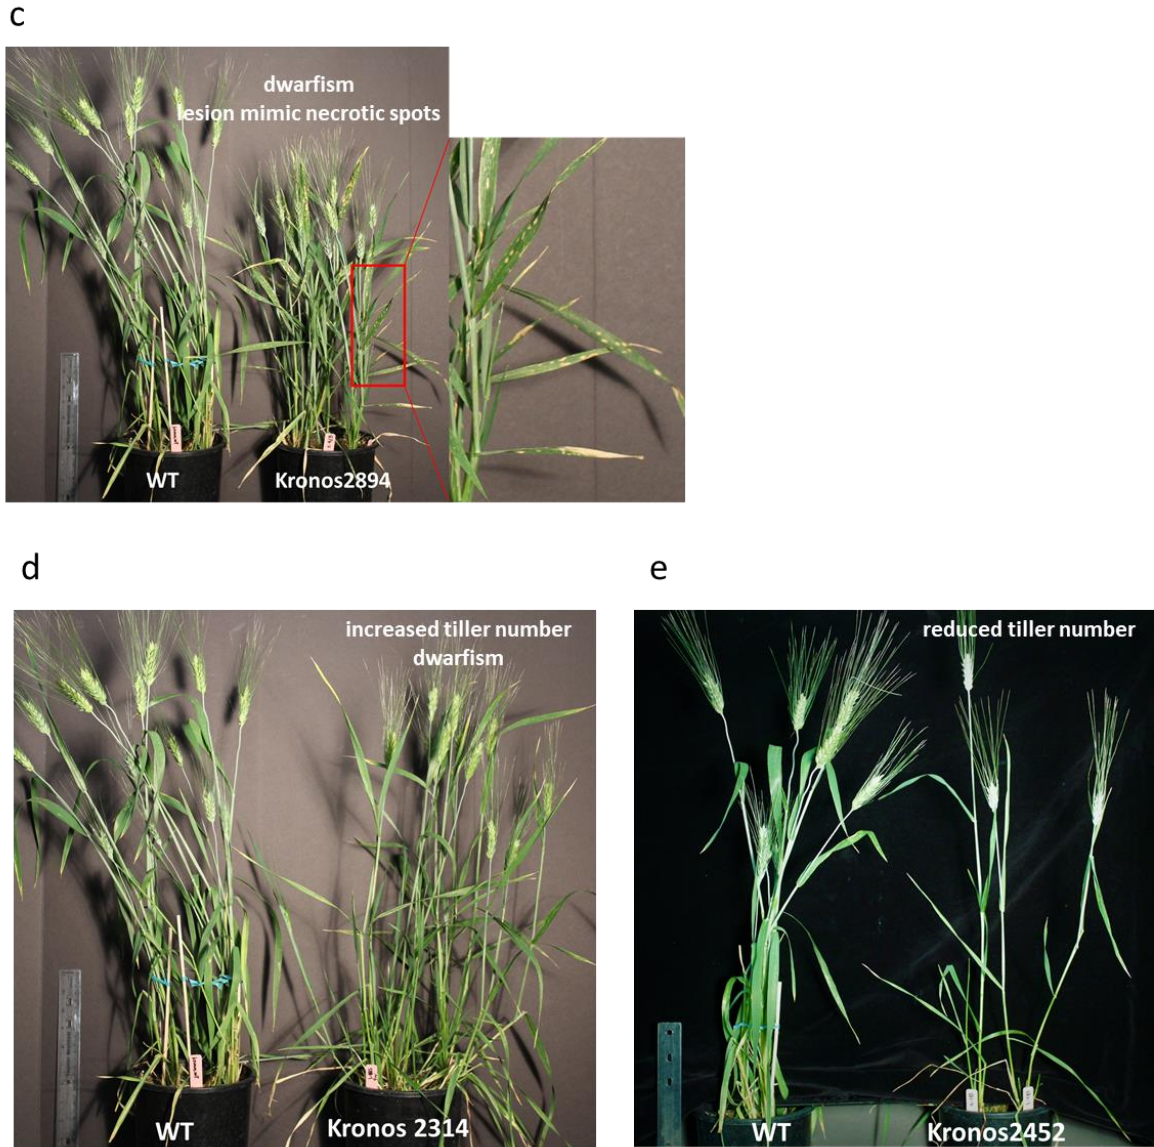 c
dwarfism
lesion mimic necrotic spots
WT
Kronos2894
d
e
increased tiller number
dwarfism
reduced tiller number
WT
Kronos 2314
WT
Kronos2452